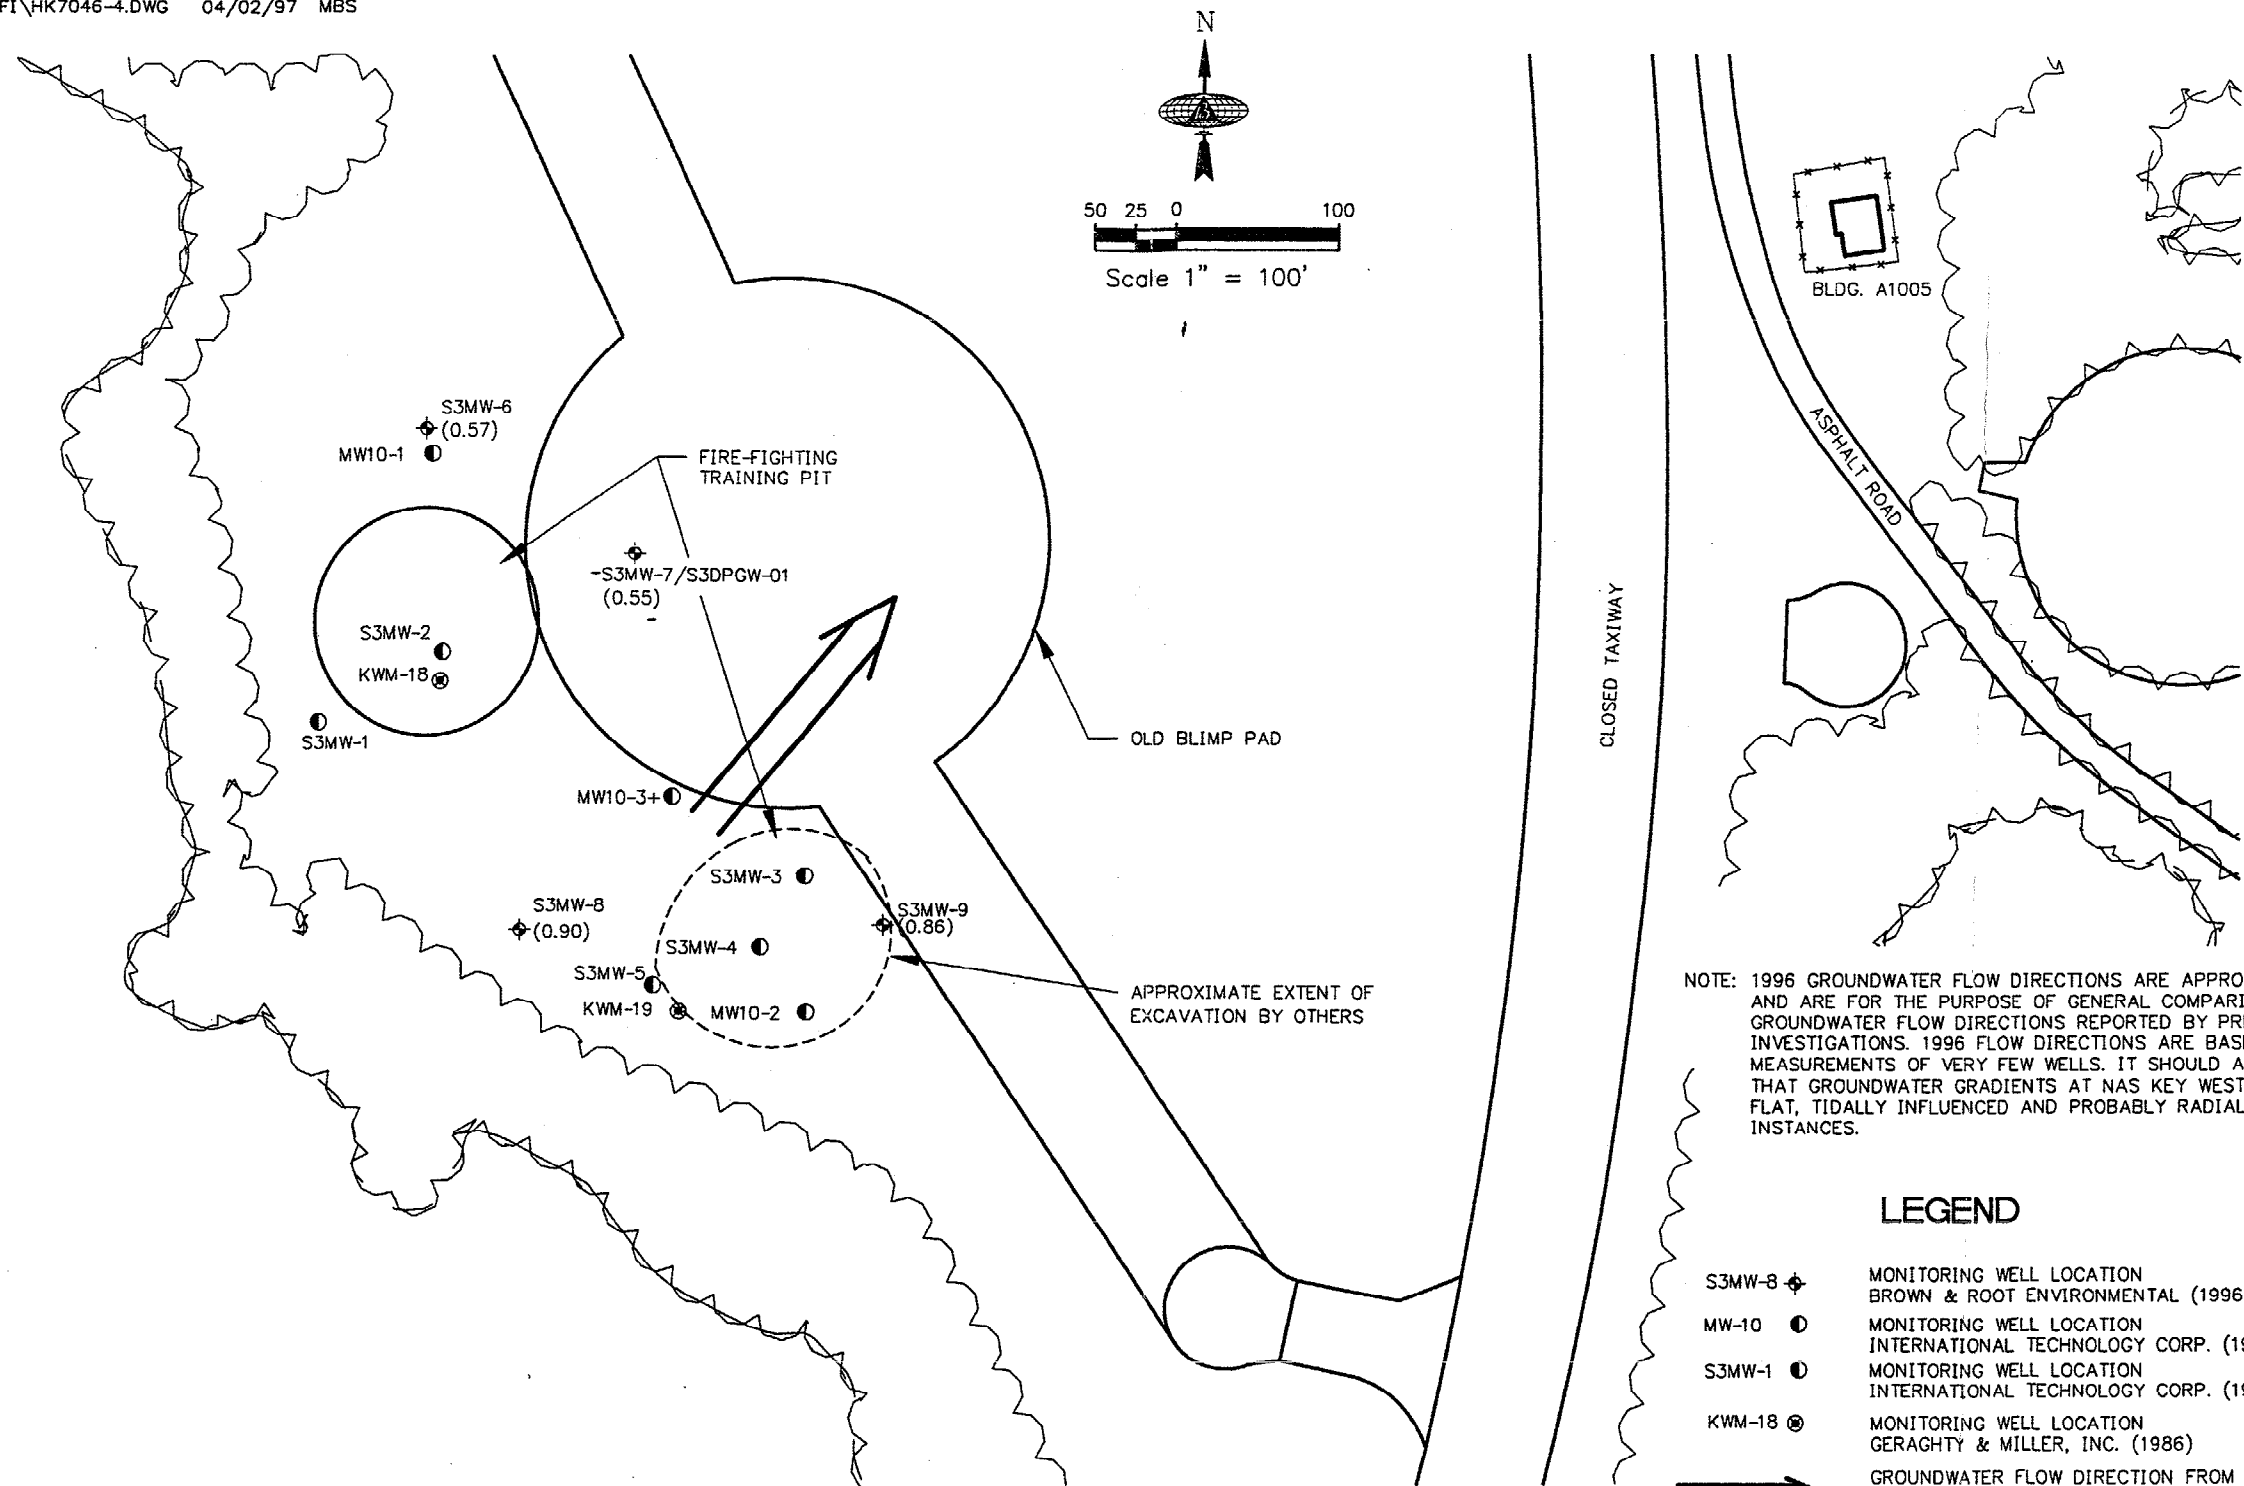 FI\HK7046-4.DWG 04/02/97 MBS
N
50 25 0 100
Scale 1" = 100'
BLDG. A1005
S3MW-6
(0.57)
MW10-1
FIRE-FIGHTING
TRAINING PIT
ASPHALT ROAD
-S3MW-7/S3DPGW-01
(0.55)
S3MW-2
KWM-18
S3MW-1
CLOSED TAXIWAY
OLD BLIMP PAD
MW10-3+
S3MW-3
S3MW-8
(0.90)
S3MW-9
(0.86)
S3MW-4
S3MW-5
KWM-19
MW10-2
APPROXIMATE EXTENT OF
EXCAVATION BY OTHERS
NOTE: 1996 GROUNDWATER FLOW DIRECTIONS ARE APPRO
AND ARE FOR THE PURPOSE OF GENERAL COMPARI
GROUNDWATER FLOW DIRECTIONS REPORTED BY PR
INVESTIGATIONS. 1996 FLOW DIRECTIONS ARE BAS
MEASUREMENTS OF VERY FEW WELLS. IT SHOULD A
THAT GROUNDWATER GRADIENTS AT NAS KEY WEST
FLAT, TIDALLY INFLUENCED AND PROBABLY RADIAL
INSTANCES.
LEGEND
S3MW-8 MONITORING WELL LOCATION
BROWN & ROOT ENVIRONMENTAL (1996
MW-10 MONITORING WELL LOCATION
INTERNATIONAL TECHNOLOGY CORP. (19
S3MW-1 MONITORING WELL LOCATION
INTERNATIONAL TECHNOLOGY CORP. (19
KWM-18 MONITORING WELL LOCATION
GERAGHTY & MILLER, INC. (1986)
GROUNDWATER FLOW DIRECTION FROM